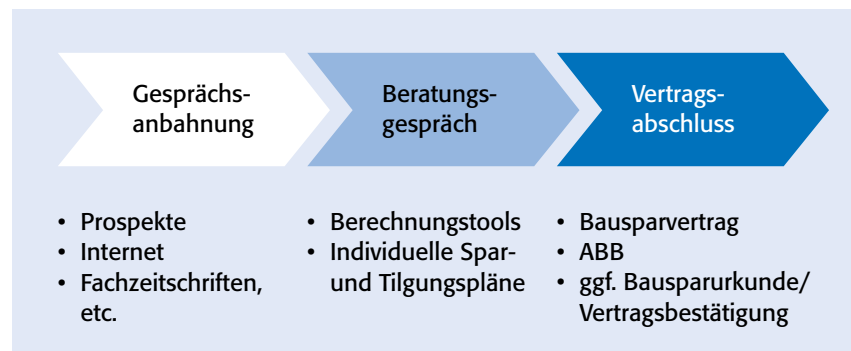 Gesprächs-
anbahnung
Beratungs-
gespräch
Vertrags-
abschluss
• Prospekte
• Internet
• Fachzeitschriften,
etc.
• Berechnungstools
• Individuelle Spar-
und Tilgungspläne
• Bausparvertrag
• ABB
• ggf. Bausparurkunde/
Vertragsbestätigung